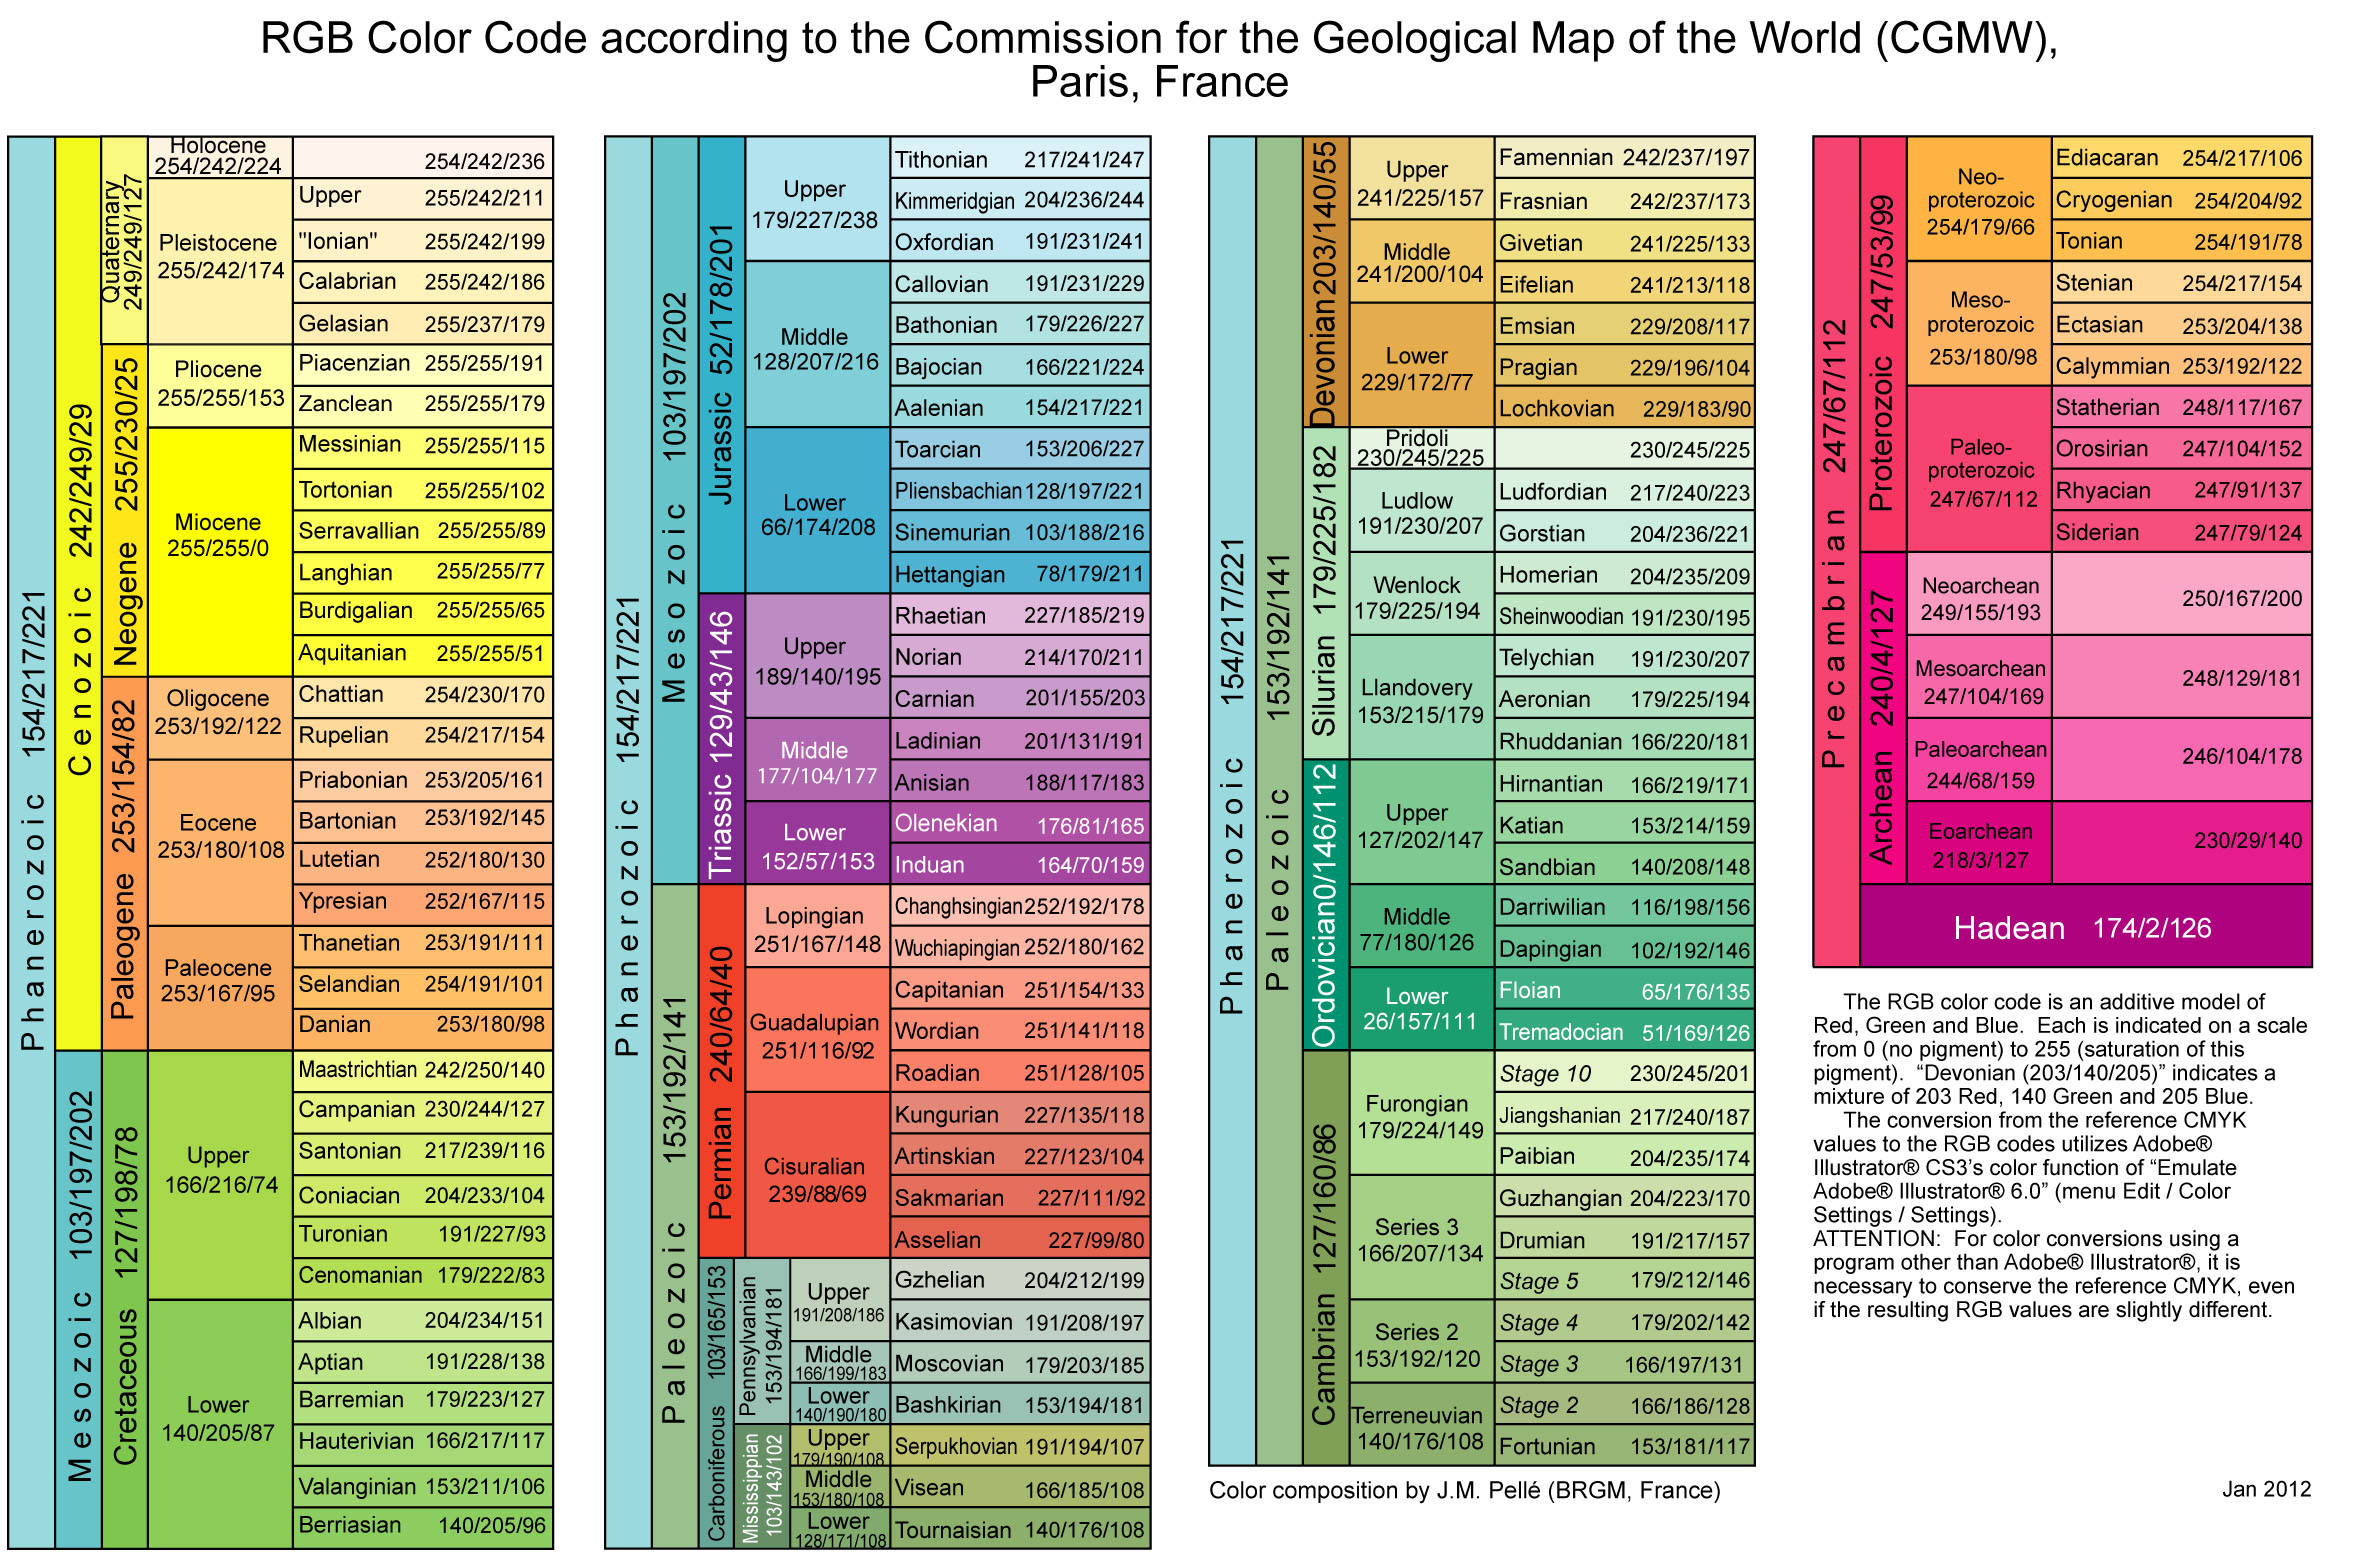 RGB Color Code according to the Commission for the Geological Map of the World (CGMW),
Paris, France
Phanerozoic 154/217/221
Cenozoic 242/249/29
Quaternary
249/249/127
Holocene
254/242/224
254/242/236
Pleistocene
255/242/174
Upper 255/242/211
"Ionian" 255/242/199
Calabrian 255/242/186
Gelasian 255/237/179
Neogene 255/230/25
Pliocene
255/255/153
Piacenzian 255/255/191
Zanclean 255/255/179
Miocene
255/255/0
Messinian 255/255/115
Tortonian 255/255/102
Serravallian 255/255/89
Langhian 255/255/77
Burdigalian 255/255/65
Aquitanian 255/255/51
Paleogene 253/154/82
Oligocene
253/192/122
Chattian 254/230/170
Rupelian 254/217/154
Eocene
253/180/108
Priabonian 253/205/161
Bartonian 253/192/145
Lutetian 252/180/130
Ypresian 252/167/115
Paleocene
253/167/95
Thanetian 253/191/111
Selandian 254/191/101
Danian 253/180/98
Mesozoic 103/197/202
Cretaceous 127/198/78
Upper
166/216/74
Maastrichtian 242/250/140
Campanian 230/244/127
Santonian 217/239/116
Coniacian 204/233/104
Turonian 191/227/93
Cenomanian 179/222/83
Lower
140/205/87
Albian 204/234/151
Aptian 191/228/138
Barremian 179/223/127
Hauterivian 166/217/117
Valanginian 153/211/106
Berriasian 140/205/96
Phanerozoic 154/217/221
Mesozoic 103/197/202
Jurassic 52/178/201
Upper
179/227/238
Tithonian 217/241/247
Kimmeridgian 204/236/244
Oxfordian 191/231/241
Middle
128/207/216
Callovian 191/231/229
Bathonian 179/226/227
Bajocian 166/221/224
Aalenian 154/217/221
Lower
66/174/208
Toarcian 153/206/227
Pliensbachian 128/197/221
Sinemurian 103/188/216
Hettangian 78/179/211
Triassic 129/43/146
Upper
189/140/195
Rhaetian 227/185/219
Norian 214/170/211
Carnian 201/155/203
Middle
177/104/177
Ladinian 201/131/191
Anisian 188/117/183
Lower
152/57/153
Olenekian 176/81/165
Induan 164/70/159
Paleozoic 153/192/141
Permian 240/64/40
Lopingian
251/167/148
Changhsingian 252/192/178
Wuchiapingian 252/180/162
Guadalupian
251/116/92
Capitanian 251/154/133
Wordian 251/141/118
Roadian 251/128/105
Cisuralian
239/88/69
Kungurian 227/135/118
Artinskian 227/123/104
Sakmarian 227/111/92
Asselian 227/99/80
Carboniferous 103/165/153
Pennsylvanian
153/194/181
Upper
191/208/186
Gzhelian 204/212/199
Kasimovian 191/208/197
Middle
166/199/183
Moscovian 179/203/185
Lower
140/190/180
Bashkirian 153/194/181
Mississippian
103/143/102
Upper
179/190/108
Serpukhovian 191/194/107
Middle
153/180/108
Visean 166/185/108
Lower
128/171/108
Tournaisian 140/176/108
Phanerozoic 154/217/221
Paleozoic 153/192/141
Devonian 203/140/55
Upper
241/225/157
Famennian 242/237/197
Frasnian 242/237/173
Middle
241/200/104
Givetian 241/225/133
Eifelian 241/213/118
Lower
229/172/77
Emsian 229/208/117
Pragian 229/196/104
Lochkovian 229/183/90
Silurian 179/225/182
Pridoli
230/245/225
230/245/225
Ludlow
191/230/207
Ludfordian 217/240/223
Gorstian 204/236/221
Wenlock
179/225/194
Homerian 204/235/209
Sheinwoodian 191/230/195
Llandovery
153/215/179
Telychian 191/230/207
Aeronian 179/225/194
Rhuddanian 166/220/181
Ordovician 0/146/112
Upper
127/202/147
Hirnantian 166/219/171
Katian 153/214/159
Sandbian 140/208/148
Middle
77/180/126
Darriwilian 116/198/156
Dapingian 102/192/146
Lower
26/157/111
Floian 65/176/135
Tremadocian 51/169/126
Cambrian 127/160/86
Furongian
179/224/149
Stage 10 230/245/201
Jiangshanian 217/240/187
Paibian 204/235/174
Series 3
166/207/134
Guzhangian 204/223/170
Drumian 191/217/157
Stage 5 179/212/146
Series 2
153/192/120
Stage 4 179/202/142
Stage 3 166/197/131
Terreneuvian
140/176/108
Stage 2 166/186/128
Fortunian 153/181/117
Color composition by J.M. Pellé (BRGM, France)
Precambrian 247/67/112
Proterozoic 247/53/99
Neo-
proterozoic
254/179/66
Ediacaran 254/217/106
Cryogenian 254/204/92
Tonian 254/191/78
Meso-
proterozoic
253/180/98
Stenian 254/217/154
Ectasian 253/204/138
Calymmian 253/192/122
Paleo-
proterozoic
247/67/112
Statherian 248/117/167
Orosirian 247/104/152
Rhyacian 247/91/137
Siderian 247/79/124
Archean 240/4/127
Neoarchean
249/155/193
250/167/200
Mesoarchean
247/104/169
248/129/181
Paleoarchean
244/68/159
246/104/178
Eoarchean
218/3/127
230/29/140
Hadean 174/2/126
The RGB color code is an additive model of
Red, Green and Blue. Each is indicated on a scale
from 0 (no pigment) to 255 (saturation of this
pigment). “Devonian (203/140/205)” indicates a
mixture of 203 Red, 140 Green and 205 Blue.
The conversion from the reference CMYK
values to the RGB codes utilizes Adobe®
Illustrator® CS3’s color function of “Emulate
Adobe® Illustrator® 6.0” (menu Edit / Color
Settings / Settings).
ATTENTION: For color conversions using a
program other than Adobe® Illustrator®, it is
necessary to conserve the reference CMYK, even
if the resulting RGB values are slightly different.
Jan 2012